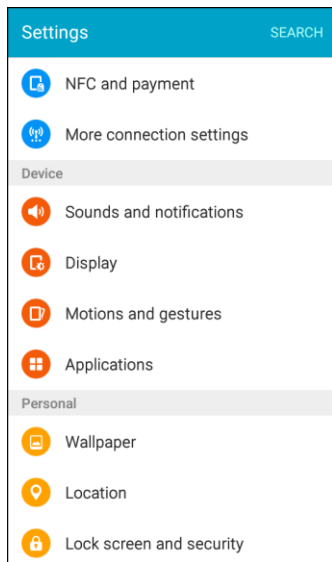 Settings SEARCH
NFC and payment
More connection settings
Device
Sounds and notifications
Display
Motions and gestures
Applications
Personal
Wallpaper
Location
Lock screen and security